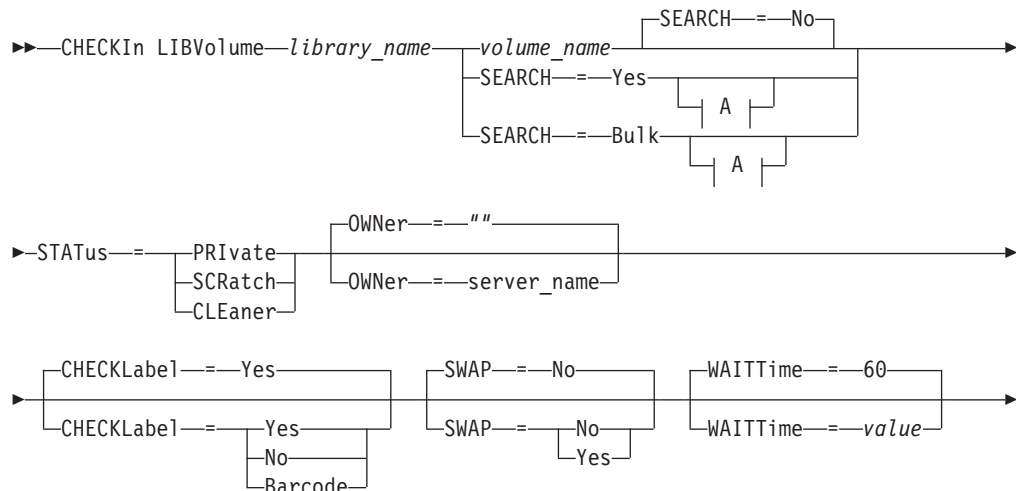 SEARCH = No
CHECKIn LIBVolume library_name volume_name
SEARCH = Yes
A
SEARCH = Bulk
A
OWNer = ""
STATus = PRIvate
SCRatch OWNer = server_name
CLEaner
CHECKLabel = Yes SWAP = No WAITTime = 60
CHECKLabel = Yes SWAP = No WAITTime = value
No Yes
Barcode